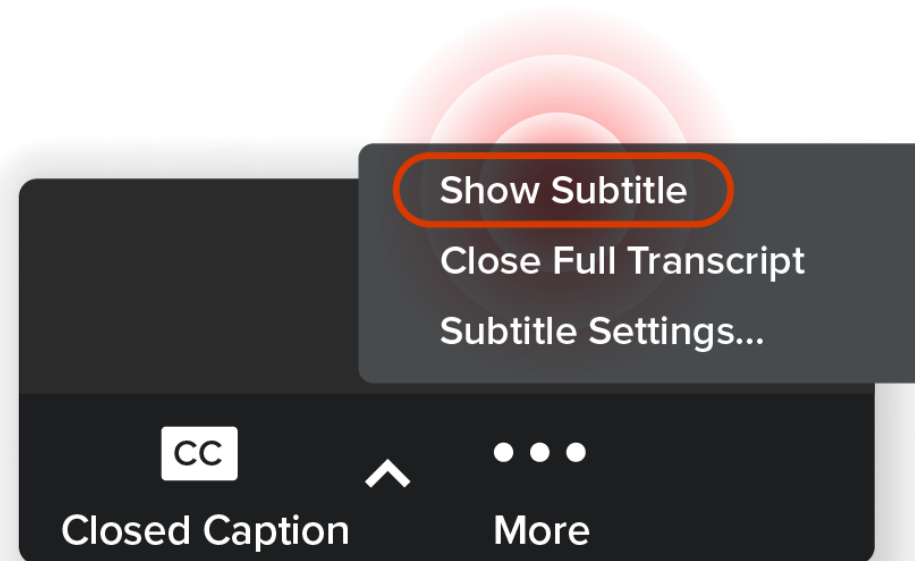 Show Subtitle
Close Full Transcript
Subtitle Settings...
CC
Closed Caption
More